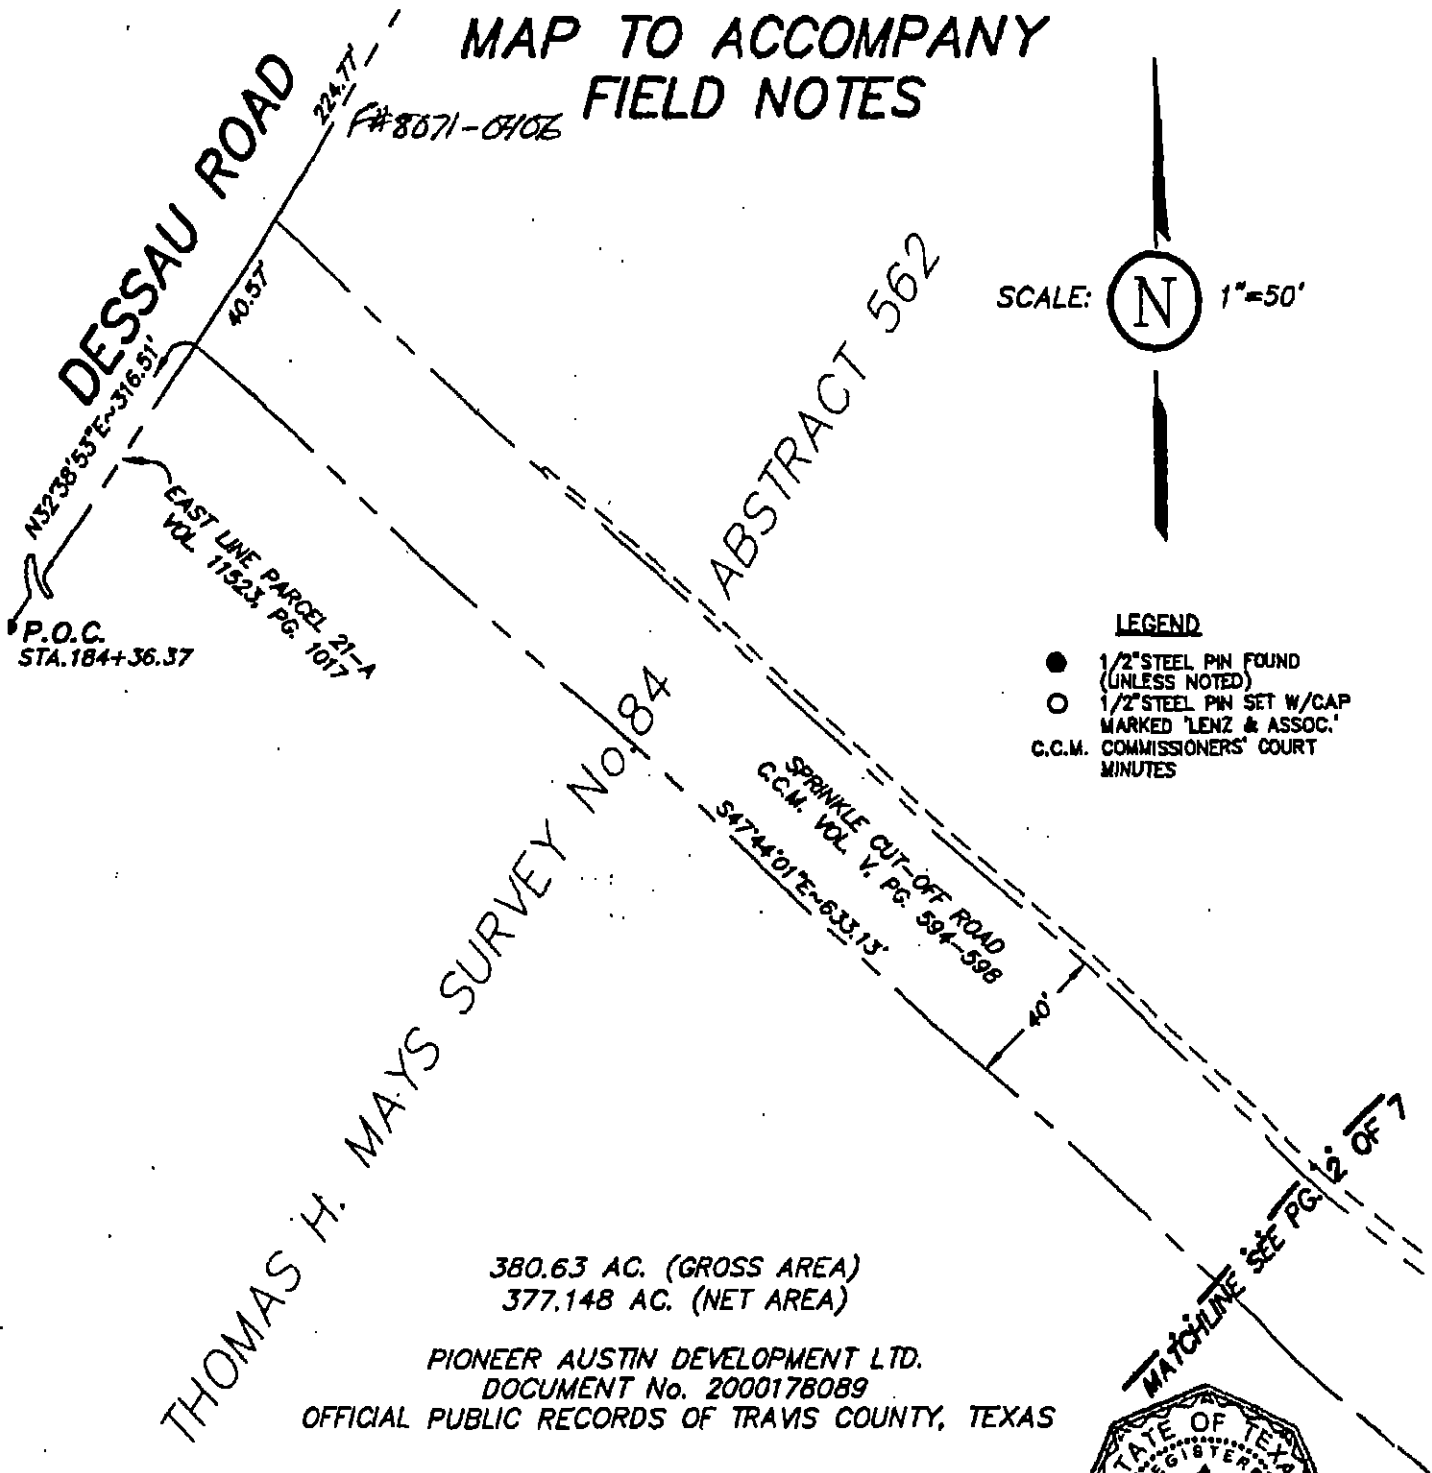 MAP TO ACCOMPANY
FIELD NOTES
F#8071-0406
DESSAU ROAD
224.77'
40.57'
N32°38'53"E~316.51'
EAST LINE PARCEL 21-A
VOL. 11523, PG. 1017
P.O.C.
STA.184+36.37
ABSTRACT 562
SCALE: N 1"=50'
LEGEND
1/2" STEEL PIN FOUND
(UNLESS NOTED)
1/2" STEEL PIN SET W/CAP
MARKED 'LENZ & ASSOC.'
C.C.M. COMMISSIONERS' COURT
MINUTES
THOMAS H. MAYS SURVEY No. 84
SPRINKLE CUT-OFF ROAD
C.C.M. VOL. V, PG. 594-598
S47°44'01"E~633.13'
40'
MATCHLINE SEE PG. 2 OF 7
380.63 AC. (GROSS AREA)
377.148 AC. (NET AREA)
PIONEER AUSTIN DEVELOPMENT LTD.
DOCUMENT No. 2000178089
OFFICIAL PUBLIC RECORDS OF TRAVIS COUNTY, TEXAS
TATE OF TEXA
EGISTER